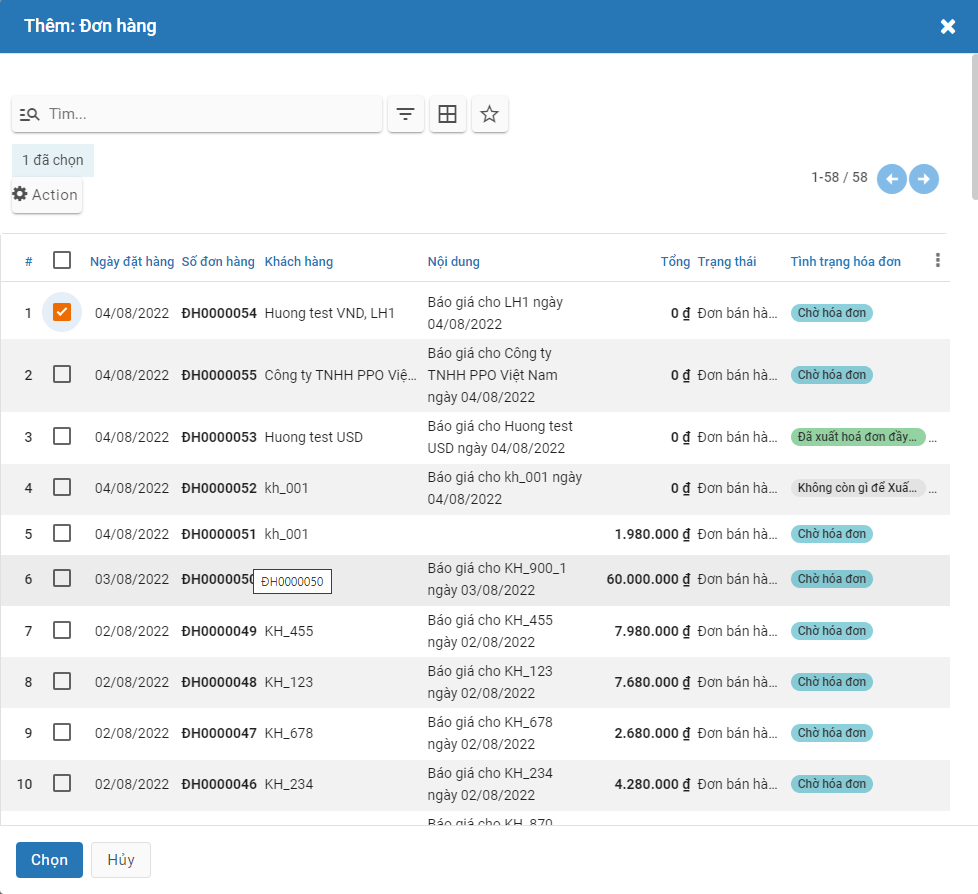 Thêm: Đơn hàng
Tìm...
1 đã chọn
Action
1-58 / 58
# Ngày đặt hàng Số đơn hàng Khách hàng Nội dung Tổng Trạng thái Tình trạng hóa đơn
1 04/08/2022 ĐH0000054 Huong test VND, LH1 Báo giá cho LH1 ngày 0 ₫ Đơn bán hà... Chờ hóa đơn
04/08/2022
Báo giá cho Công ty
2 04/08/2022 ĐH0000055 Công ty TNHH PPO Việ... TNHH PPO Việt Nam 0 ₫ Đơn bán hà... Chờ hóa đơn
ngày 04/08/2022
3 04/08/2022 ĐH0000053 Huong test USD Báo giá cho Huong test 0 ₫ Đơn bán hà... Đã xuất hoá đơn đầy... ...
USD ngày 04/08/2022
4 04/08/2022 ĐH0000052 kh_001 Báo giá cho kh_001 ngày 0 ₫ Đơn bán hà... Không còn gì để Xuấ... ...
04/08/2022
5 04/08/2022 ĐH0000051 kh_001 1.980.000 ₫ Đơn bán hà... Chờ hóa đơn
6 03/08/2022 ĐH0000050 Báo giá cho KH_900_1 60.000.000 ₫ Đơn bán hà... Chờ hóa đơn
ĐH0000050 ngày 03/08/2022
7 02/08/2022 ĐH0000049 KH_455 Báo giá cho KH_455 7.980.000 ₫ Đơn bán hà... Chờ hóa đơn
ngày 02/08/2022
8 02/08/2022 ĐH0000048 KH_123 Báo giá cho KH_123 7.680.000 ₫ Đơn bán hà... Chờ hóa đơn
ngày 02/08/2022
9 02/08/2022 ĐH0000047 KH_678 Báo giá cho KH_678 2.680.000 ₫ Đơn bán hà... Chờ hóa đơn
ngày 02/08/2022
10 02/08/2022 ĐH0000046 KH_234 Báo giá cho KH_234 4.280.000 ₫ Đơn bán hà... Chờ hóa đơn
ngày 02/08/2022
Báo giá cho KH_870
Chọn Hủy